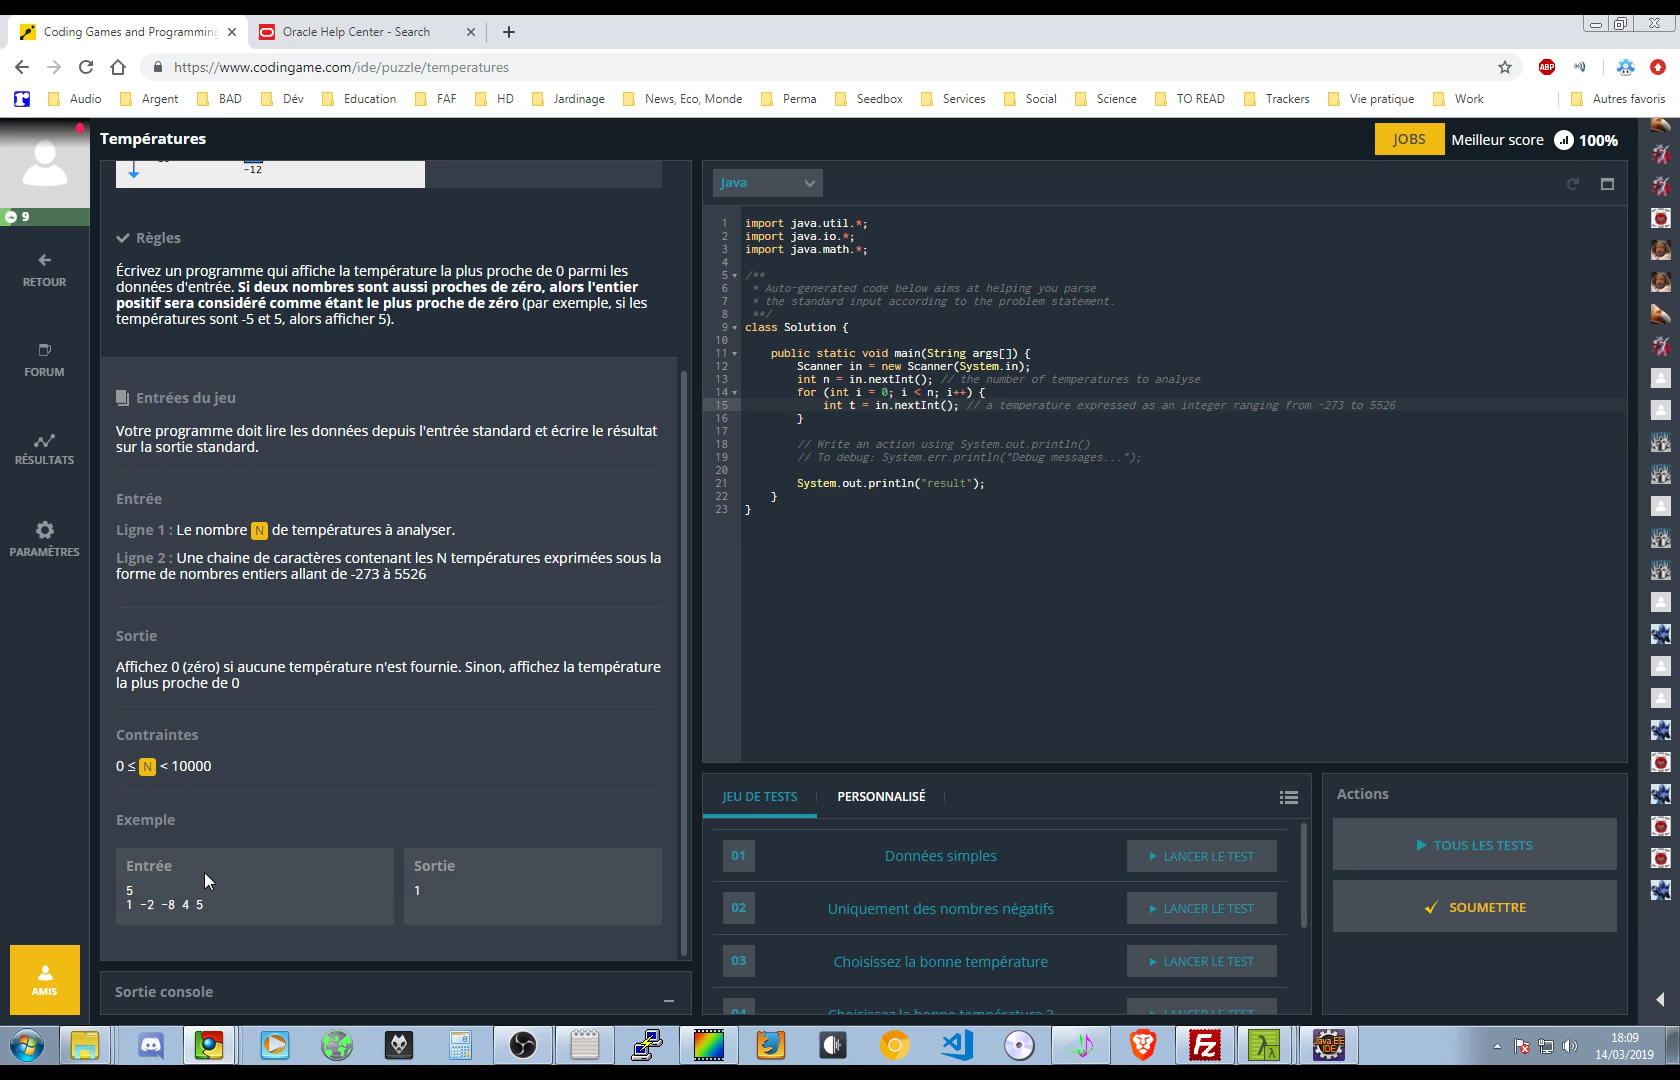 Coding Games and Programming
Oracle Help Center - Search
https://www.codingame.com/ide/puzzle/temperatures
ABP
Audio
Argent
BAD
Dév
Education
FAF
HD
Jardinage
News, Eco, Monde
Perma
Seedbox
Services
Social
Science
TO READ
Trackers
Vie pratique
Work
Autres favoris
Températures
JOBS
Meilleur score
100%
9
RETOUR
FORUM
RÉSULTATS
PARAMÈTRES
AMIS
-12
Règles
Écrivez un programme qui affiche la température la plus proche de 0 parmi les
données d'entrée. Si deux nombres sont aussi proches de zéro, alors l'entier
positif sera considéré comme étant le plus proche de zéro (par exemple, si les
températures sont -5 et 5, alors afficher 5).
Entrées du jeu
Votre programme doit lire les données depuis l'entrée standard et écrire le résultat
sur la sortie standard.
Entrée
Ligne 1 : Le nombre N de températures à analyser.
Ligne 2 : Une chaine de caractères contenant les N températures exprimées sous la
forme de nombres entiers allant de -273 à 5526
Sortie
Affichez 0 (zéro) si aucune température n'est fournie. Sinon, affichez la température
la plus proche de 0
Contraintes
0 ≤ N < 10000
Exemple
Entrée
5
1 -2 -8 4 5
Sortie
1
Sortie console
Java
1 import java.util.*;
2 import java.io.*;
3 import java.math.*;
4
5 /**
6  * Auto-generated code below aims at helping you parse
7  * the standard input according to the problem statement.
8  **/
9 class Solution {
10
11     public static void main(String args[]) {
12         Scanner in = new Scanner(System.in);
13         int n = in.nextInt(); // the number of temperatures to analyse
14         for (int i = 0; i < n; i++) {
15             int t = in.nextInt(); // a temperature expressed as an integer ranging from -273 to 5526
16         }
17
18         // Write an action using System.out.println()
19         // To debug: System.err.println("Debug messages...");
20
21         System.out.println("result");
22     }
23 }
JEU DE TESTS
PERSONNALISÉ
01 Données simples LANCER LE TEST
02 Uniquement des nombres négatifs LANCER LE TEST
03 Choisissez la bonne température LANCER LE TEST
04 Choisissez la bonne température 2 LANCER LE TEST
Actions
TOUS LES TESTS
SOUMETTRE
Java EE
IDE
18:09
14/03/2019